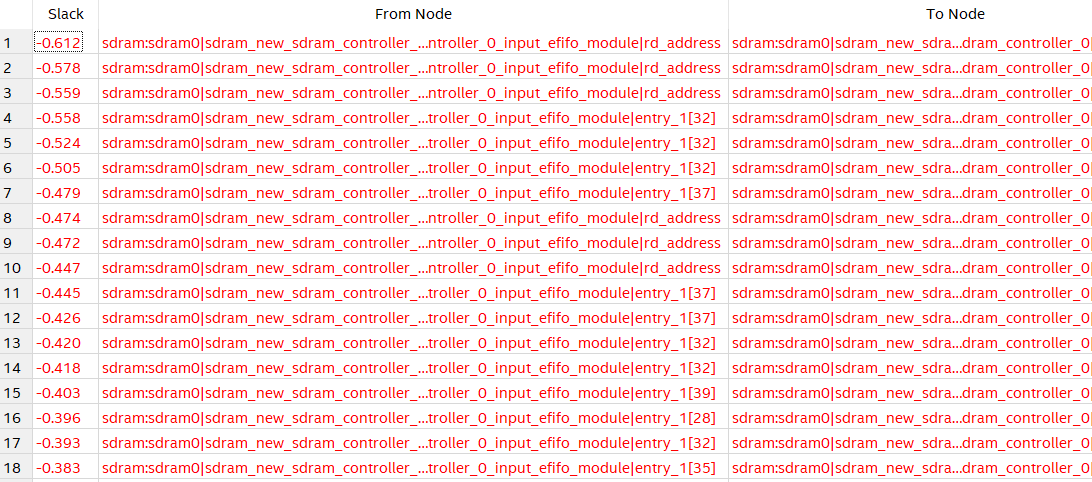 Slack From Node To Node
1 -0.612 sdram:sdram0|sdram_new_sdram_controller_...ntroller_0_input_efifo_module|rd_address sdram:sdram0|sdram_new_sdra...dram_controller_0|
2 -0.578 sdram:sdram0|sdram_new_sdram_controller_...ntroller_0_input_efifo_module|rd_address sdram:sdram0|sdram_new_sdra...dram_controller_0|
3 -0.559 sdram:sdram0|sdram_new_sdram_controller_...ntroller_0_input_efifo_module|rd_address sdram:sdram0|sdram_new_sdra...dram_controller_0|
4 -0.558 sdram:sdram0|sdram_new_sdram_controller_...troller_0_input_efifo_module|entry_1[32] sdram:sdram0|sdram_new_sdra...dram_controller_0|
5 -0.524 sdram:sdram0|sdram_new_sdram_controller_...troller_0_input_efifo_module|entry_1[32] sdram:sdram0|sdram_new_sdra...dram_controller_0|
6 -0.505 sdram:sdram0|sdram_new_sdram_controller_...troller_0_input_efifo_module|entry_1[32] sdram:sdram0|sdram_new_sdra...dram_controller_0|
7 -0.479 sdram:sdram0|sdram_new_sdram_controller_...troller_0_input_efifo_module|entry_1[37] sdram:sdram0|sdram_new_sdra...dram_controller_0|
8 -0.474 sdram:sdram0|sdram_new_sdram_controller_...ntroller_0_input_efifo_module|rd_address sdram:sdram0|sdram_new_sdra...dram_controller_0|
9 -0.472 sdram:sdram0|sdram_new_sdram_controller_...ntroller_0_input_efifo_module|rd_address sdram:sdram0|sdram_new_sdra...dram_controller_0|
10 -0.447 sdram:sdram0|sdram_new_sdram_controller_...ntroller_0_input_efifo_module|rd_address sdram:sdram0|sdram_new_sdra...dram_controller_0|
11 -0.445 sdram:sdram0|sdram_new_sdram_controller_...troller_0_input_efifo_module|entry_1[37] sdram:sdram0|sdram_new_sdra...dram_controller_0|
12 -0.426 sdram:sdram0|sdram_new_sdram_controller_...troller_0_input_efifo_module|entry_1[37] sdram:sdram0|sdram_new_sdra...dram_controller_0|
13 -0.420 sdram:sdram0|sdram_new_sdram_controller_...troller_0_input_efifo_module|entry_1[32] sdram:sdram0|sdram_new_sdra...dram_controller_0|
14 -0.418 sdram:sdram0|sdram_new_sdram_controller_...troller_0_input_efifo_module|entry_1[32] sdram:sdram0|sdram_new_sdra...dram_controller_0|
15 -0.403 sdram:sdram0|sdram_new_sdram_controller_...troller_0_input_efifo_module|entry_1[39] sdram:sdram0|sdram_new_sdra...dram_controller_0|
16 -0.396 sdram:sdram0|sdram_new_sdram_controller_...troller_0_input_efifo_module|entry_1[28] sdram:sdram0|sdram_new_sdra...dram_controller_0|
17 -0.393 sdram:sdram0|sdram_new_sdram_controller_...troller_0_input_efifo_module|entry_1[32] sdram:sdram0|sdram_new_sdra...dram_controller_0|
18 -0.383 sdram:sdram0|sdram_new_sdram_controller_...troller_0_input_efifo_module|entry_1[35] sdram:sdram0|sdram_new_sdra...dram_controller_0|